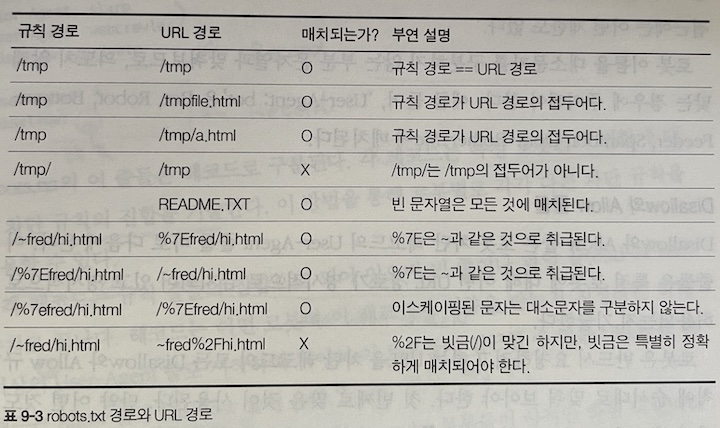 규칙 경로 URL 경로 매치되는가? 부연 설명
/tmp /tmp O 규칙 경로 == URL 경로
/tmp /tmpfile.html O 규칙 경로가 URL 경로의 접두어다.
/tmp /tmp/a.html O 규칙 경로가 URL 경로의 접두어다.
/tmp/ /tmp X /tmp/는 /tmp의 접두어가 아니다.
README.TXT O 빈 문자열은 모든 것에 매치된다.
/~fred/hi.html %7Efred/hi.html O %7E은 ~과 같은 것으로 취급된다.
/%7Efred/hi.html /~fred/hi.html O %7E는 ~과 같은 것으로 취급된다.
/%7efred/hi.html /%7Efred/hi.html O 이스케이핑된 문자는 대소문자를 구분하지 않는다.
/~fred/hi.html ~fred%2Fhi.html X %2F는 빗금(/)이 맞긴 하지만, 빗금은 특별히 정확
하게 매치되어야 한다.
표 9-3 robots.txt 경로와 URL 경로